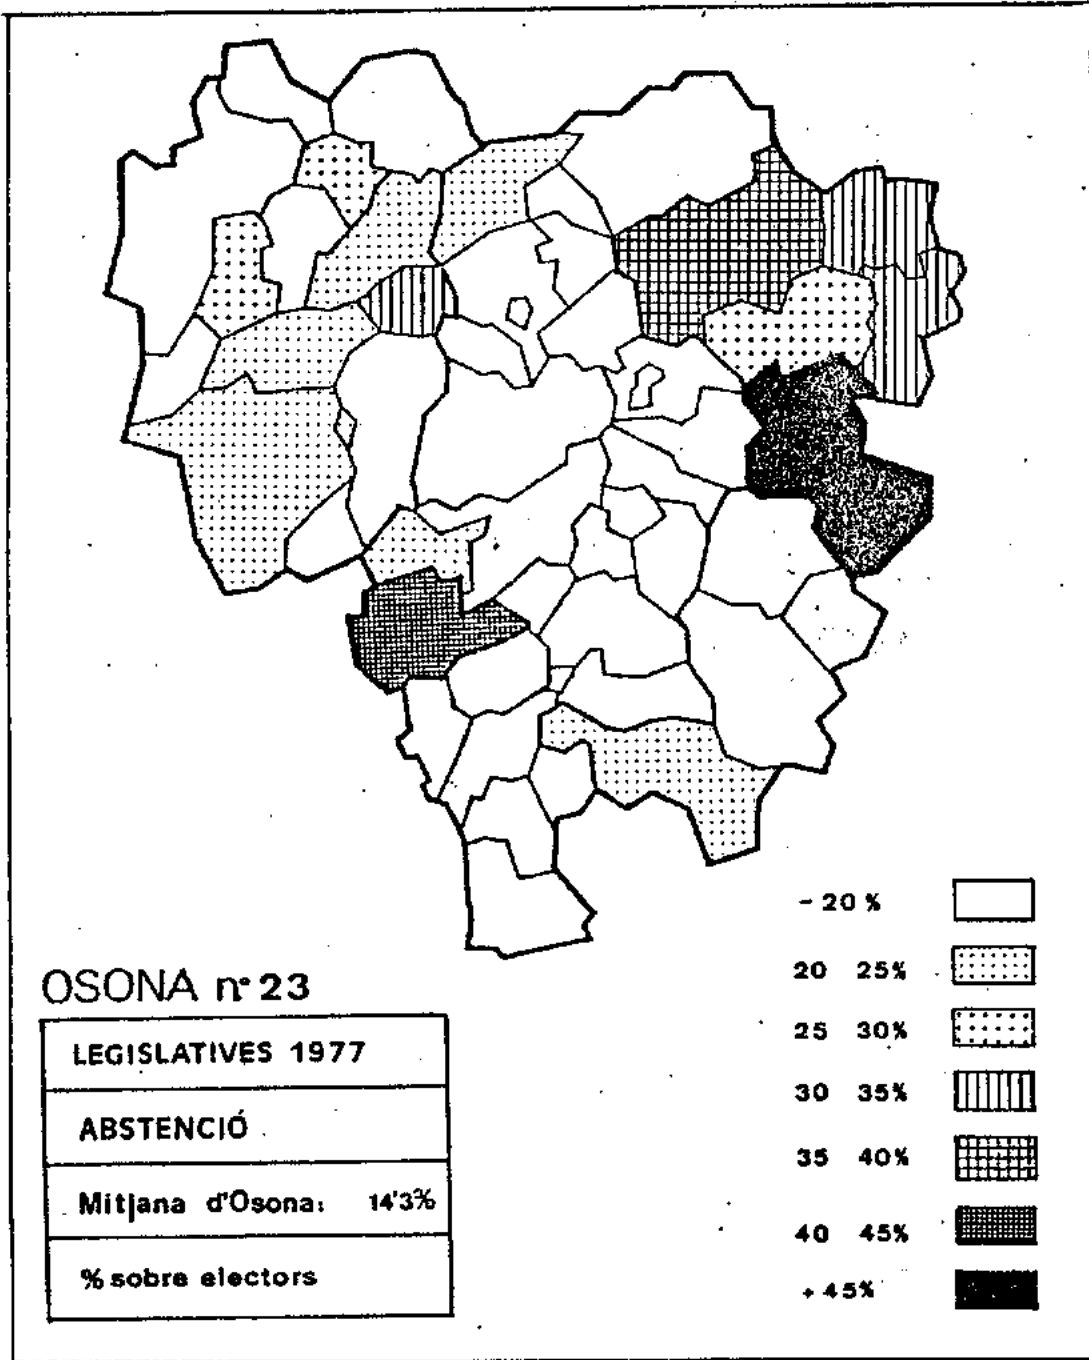 - 20 %
20 25%
25 30%
30 35%
35 40%
40 45%
+ 45%
OSONA nº 23
LEGISLATIVES 1977
ABSTENCIÓ
Mitjana d'Osona: 14'3%
% sobre electors